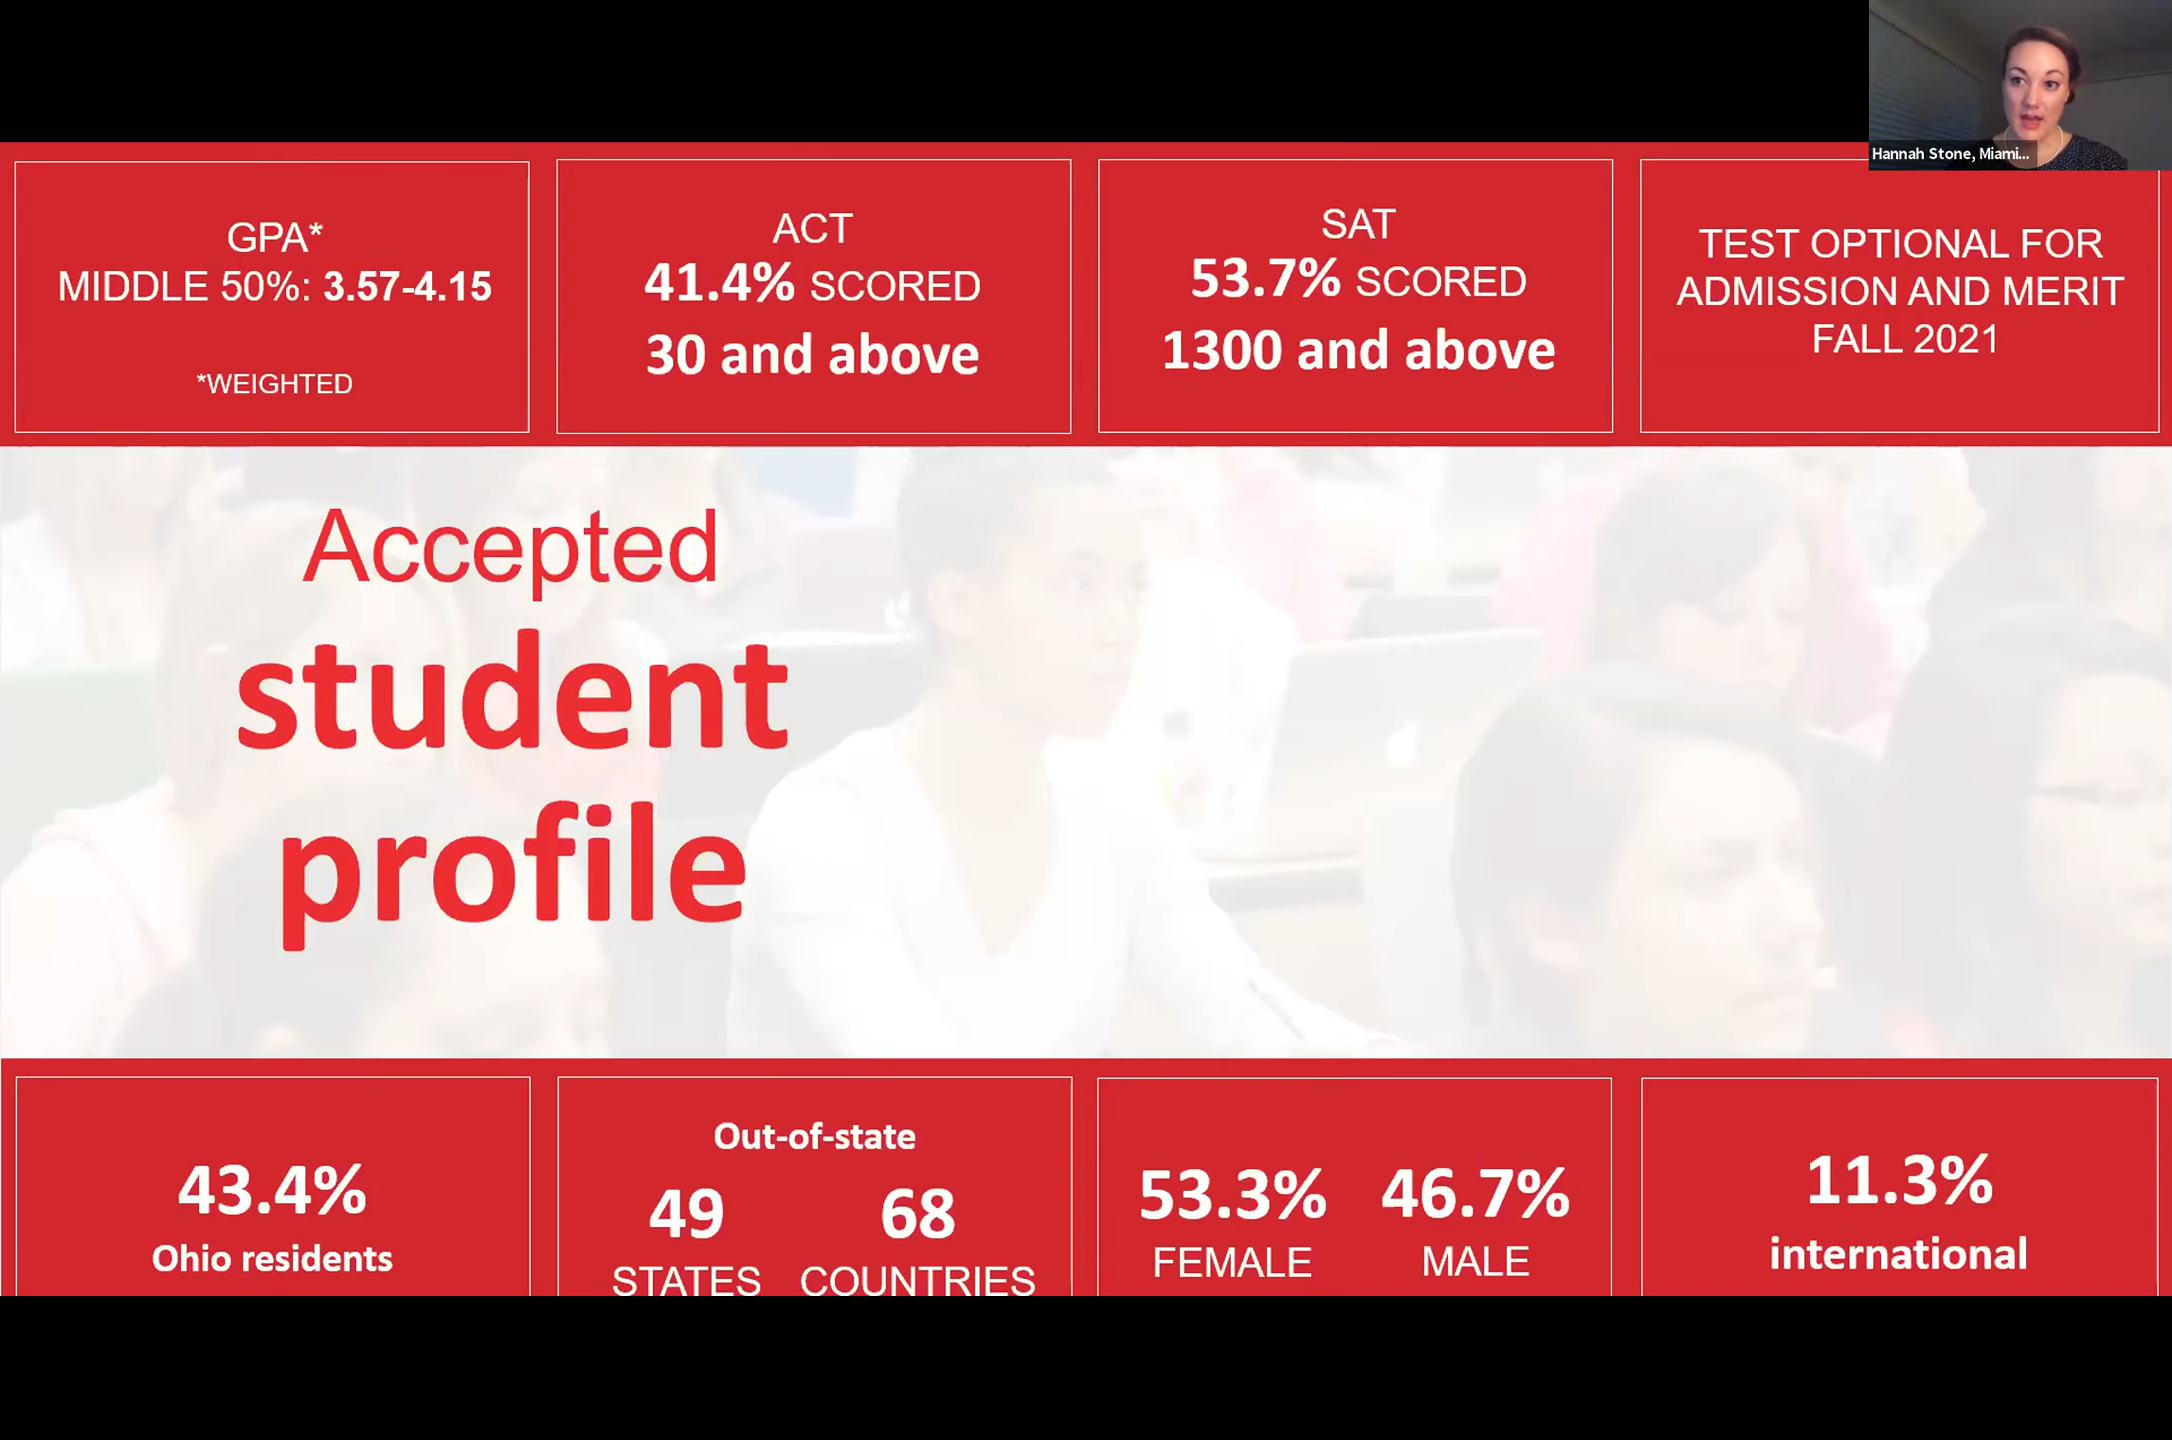 Hannah Stone, Miami...
GPA*
MIDDLE 50%: 3.57-4.15
*WEIGHTED
ACT
41.4% SCORED
30 and above
SAT
53.7% SCORED
1300 and above
TEST OPTIONAL FOR
ADMISSION AND MERIT
FALL 2021
Accepted
student
profile
43.4%
Ohio residents
Out-of-state
49 68
STATES COUNTRIES
53.3% 46.7%
FEMALE MALE
11.3%
international